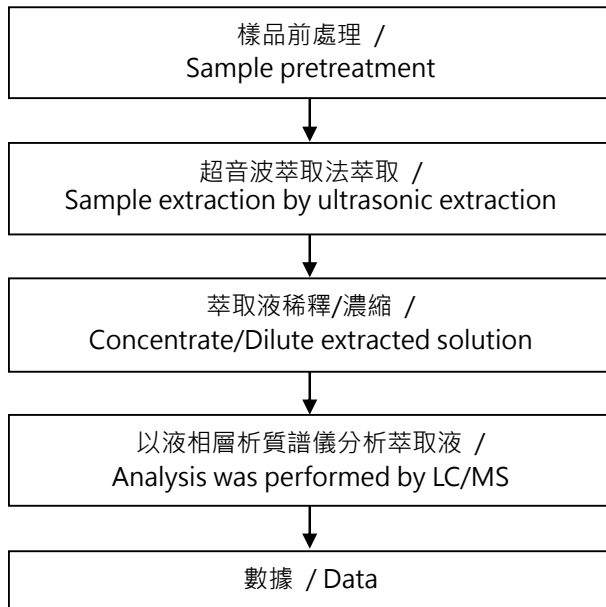 樣品前處理 /
Sample pretreatment
超音波萃取法萃取 /
Sample extraction by ultrasonic extraction
萃取液稀釋/濃縮 /
Concentrate/Dilute extracted solution
以液相層析質譜儀分析萃取液 /
Analysis was performed by LC/MS
數據 / Data